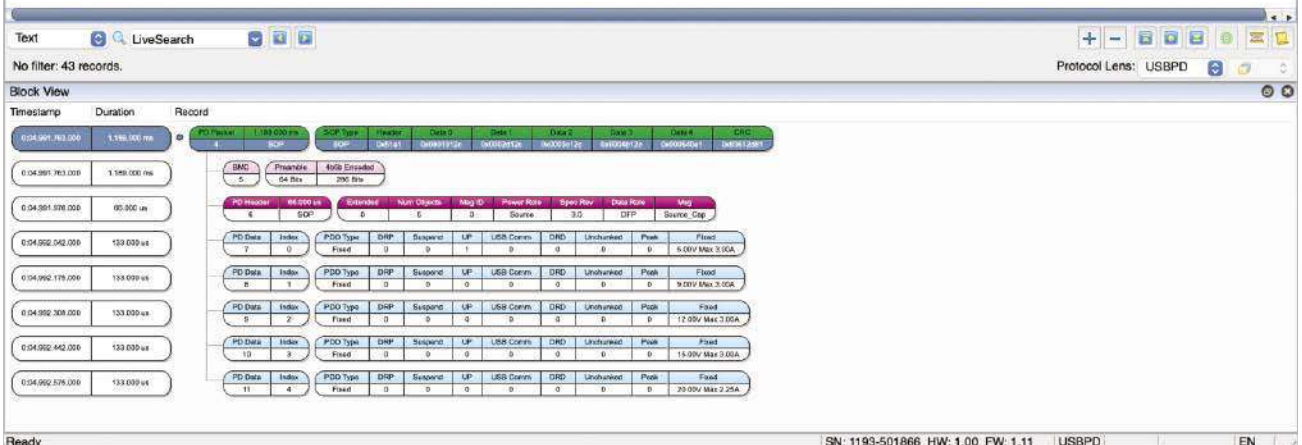 Text LiveSearch
No filter: 43 records. Protocol Lens: USBPD
Block View
Timestamp Duration Record
PD Packet 1.189.000 ms SOP Type Header Data 0 Data 1 Data 2 Data 3 Data 4 CRC
0:04.991.763.000 1.189.000 ms 4 SOP SOP 0x51a1 0x0801912c 0x0002d12c 0x0003c12c 0x0004b12c 0x000640e1
BMC Preamble 4b5b Encoded
0:04.991.763.000 1.189.000 ms 5 64 Bits 286 Bits
PD Header 66.000 us Extended Num Objects Msg ID Power Role Spec Rev Data Role Msg
0:04.991.976.000 66.000 us 6 SOP 0 5 0 Source 3.0 DFP Source_Cap
PD Data Index PDO Type DRP Suspend UP USB Comm DRD Unchunked Peak Fixed
0:04.992.042.000 133.000 us 7 0 Fixed 0 0 1 0 0 0 0 5.00V Max 3.00A
PD Data Index PDO Type DRP Suspend UP USB Comm DRD Unchunked Peak Fixed
0:04.992.175.000 133.000 us 8 1 Fixed 0 0 0 0 0 0 0 9.00V Max 3.00A
PD Data Index PDO Type DRP Suspend UP USB Comm DRD Unchunked Peak Fixed
0:04.992.308.000 133.000 us 9 2 Fixed 0 0 0 0 0 0 0 12.00V Max 3.00A
PD Data Index PDO Type DRP Suspend UP USB Comm DRD Unchunked Peak Fixed
0:04.992.442.000 133.000 us 10 3 Fixed 0 0 0 0 0 0 0 15.00V Max 3.00A
PD Data Index PDO Type DRP Suspend UP USB Comm DRD Unchunked Peak Fixed
0:04.992.575.000 133.000 us 11 4 Fixed 0 0 0 0 0 0 0 20.00V Max 2.25A
Ready SN: 1193-501866 HW: 1.00 FW: 1.11 USBPD EN